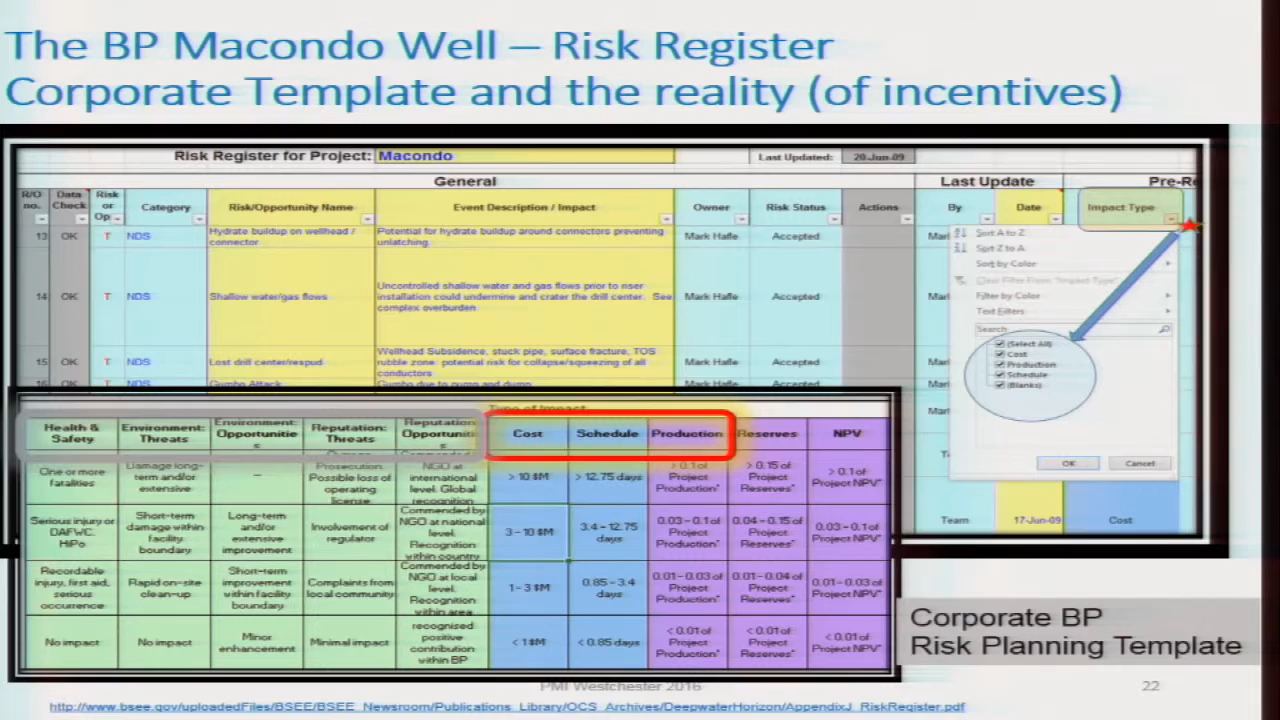 The BP Macondo Well – Risk Register
Corporate Template and the reality (of incentives)
Risk Register for Project: Macondo
Last Updated: 20-Jun-09
General
Last Update
Pre-Re
R/O no.
Data Check
Risk or Op
Category
Risk/Opportunity Name
Event Description / Impact
Owner
Risk Status
Actions
By
Date
Impact Type
13 OK T NDS
Hydrate buildup on wellhead / connector
Potential for hydrate buildup around connectors preventing unlatching.
Mark Hafle
Accepted
14 OK T NDS
Shallow water/gas flows
Uncontrolled shallow water and gas flows prior to riser installation could undermine and crater the drill center. See complex overburden.
Mark Hafle
Accepted
15 OK T NDS
Lost drill center/respud
Wellhead Subsidence, stuck pipe, surface fracture, TOS rubble zone: potential risk for collapse/squeezing of all conductors
Mark Hafle
Accepted
16 OK T NDS
Gumbo Attack
Gumbo due to pump and dump
Mark Hafle
Accepted
Sort A to Z
Sort Z to A
Sort by Color
Clear Filter From "Impact Type"
Filter by Color
Text Filters
Search
(Select All)
Cost
Production
Schedule
(Blanks)
OK
Cancel
Team
17-Jun-09
Cost
Type of Impact
Health & Safety
Environment: Threats
Environment: Opportunities
Reputation: Threats
Reputation: Opportunities
Cost
Schedule
Production
Reserves
NPV
One or more fatalities
Damage long-term and/or extensive
–
Prosecution. Possible loss of operating license
NGO at international level. Global recognition
> 10 $M
> 12.75 days
> 0.1 of Project Production*
> 0.15 of Project Reserves*
> 0.1 of Project NPV*
Serious injury or DAFWC. HiPo
Short-term damage within facility boundary
Long-term and/or extensive improvement
Involvement of regulator
Commended by NGO at national level. Recognition within country
3 – 10 $M
3.4 – 12.75 days
0.03 – 0.1 of Project Production*
0.04 – 0.15 of Project Reserves*
0.03 – 0.1 of Project NPV*
Recordable injury, first aid, serious occurrence
Rapid on-site clean-up
Short-term improvement within facility boundary
Complaints from local community
Commended by NGO at local level. Recognition within area
1 – 3 $M
0.85 – 3.4 days
0.01 – 0.03 of Project Production*
0.01 – 0.04 of Project Reserves*
0.01 – 0.03 of Project NPV*
No impact
No impact
Minor enhancement
Minimal impact
recognised positive contribution within BP
< 1 $M
< 0.85 days
< 0.01 of Project Production*
< 0.01 of Project Reserves*
< 0.01 of Project NPV*
Corporate BP
Risk Planning Template
PMI Westchester 2016
22
http://www.bsee.gov/uploadedFiles/BSEE/BSEE_Newsroom/Publications_Library/OCS_Archives/DeepwaterHorizon/AppendixJ_RiskRegister.pdf